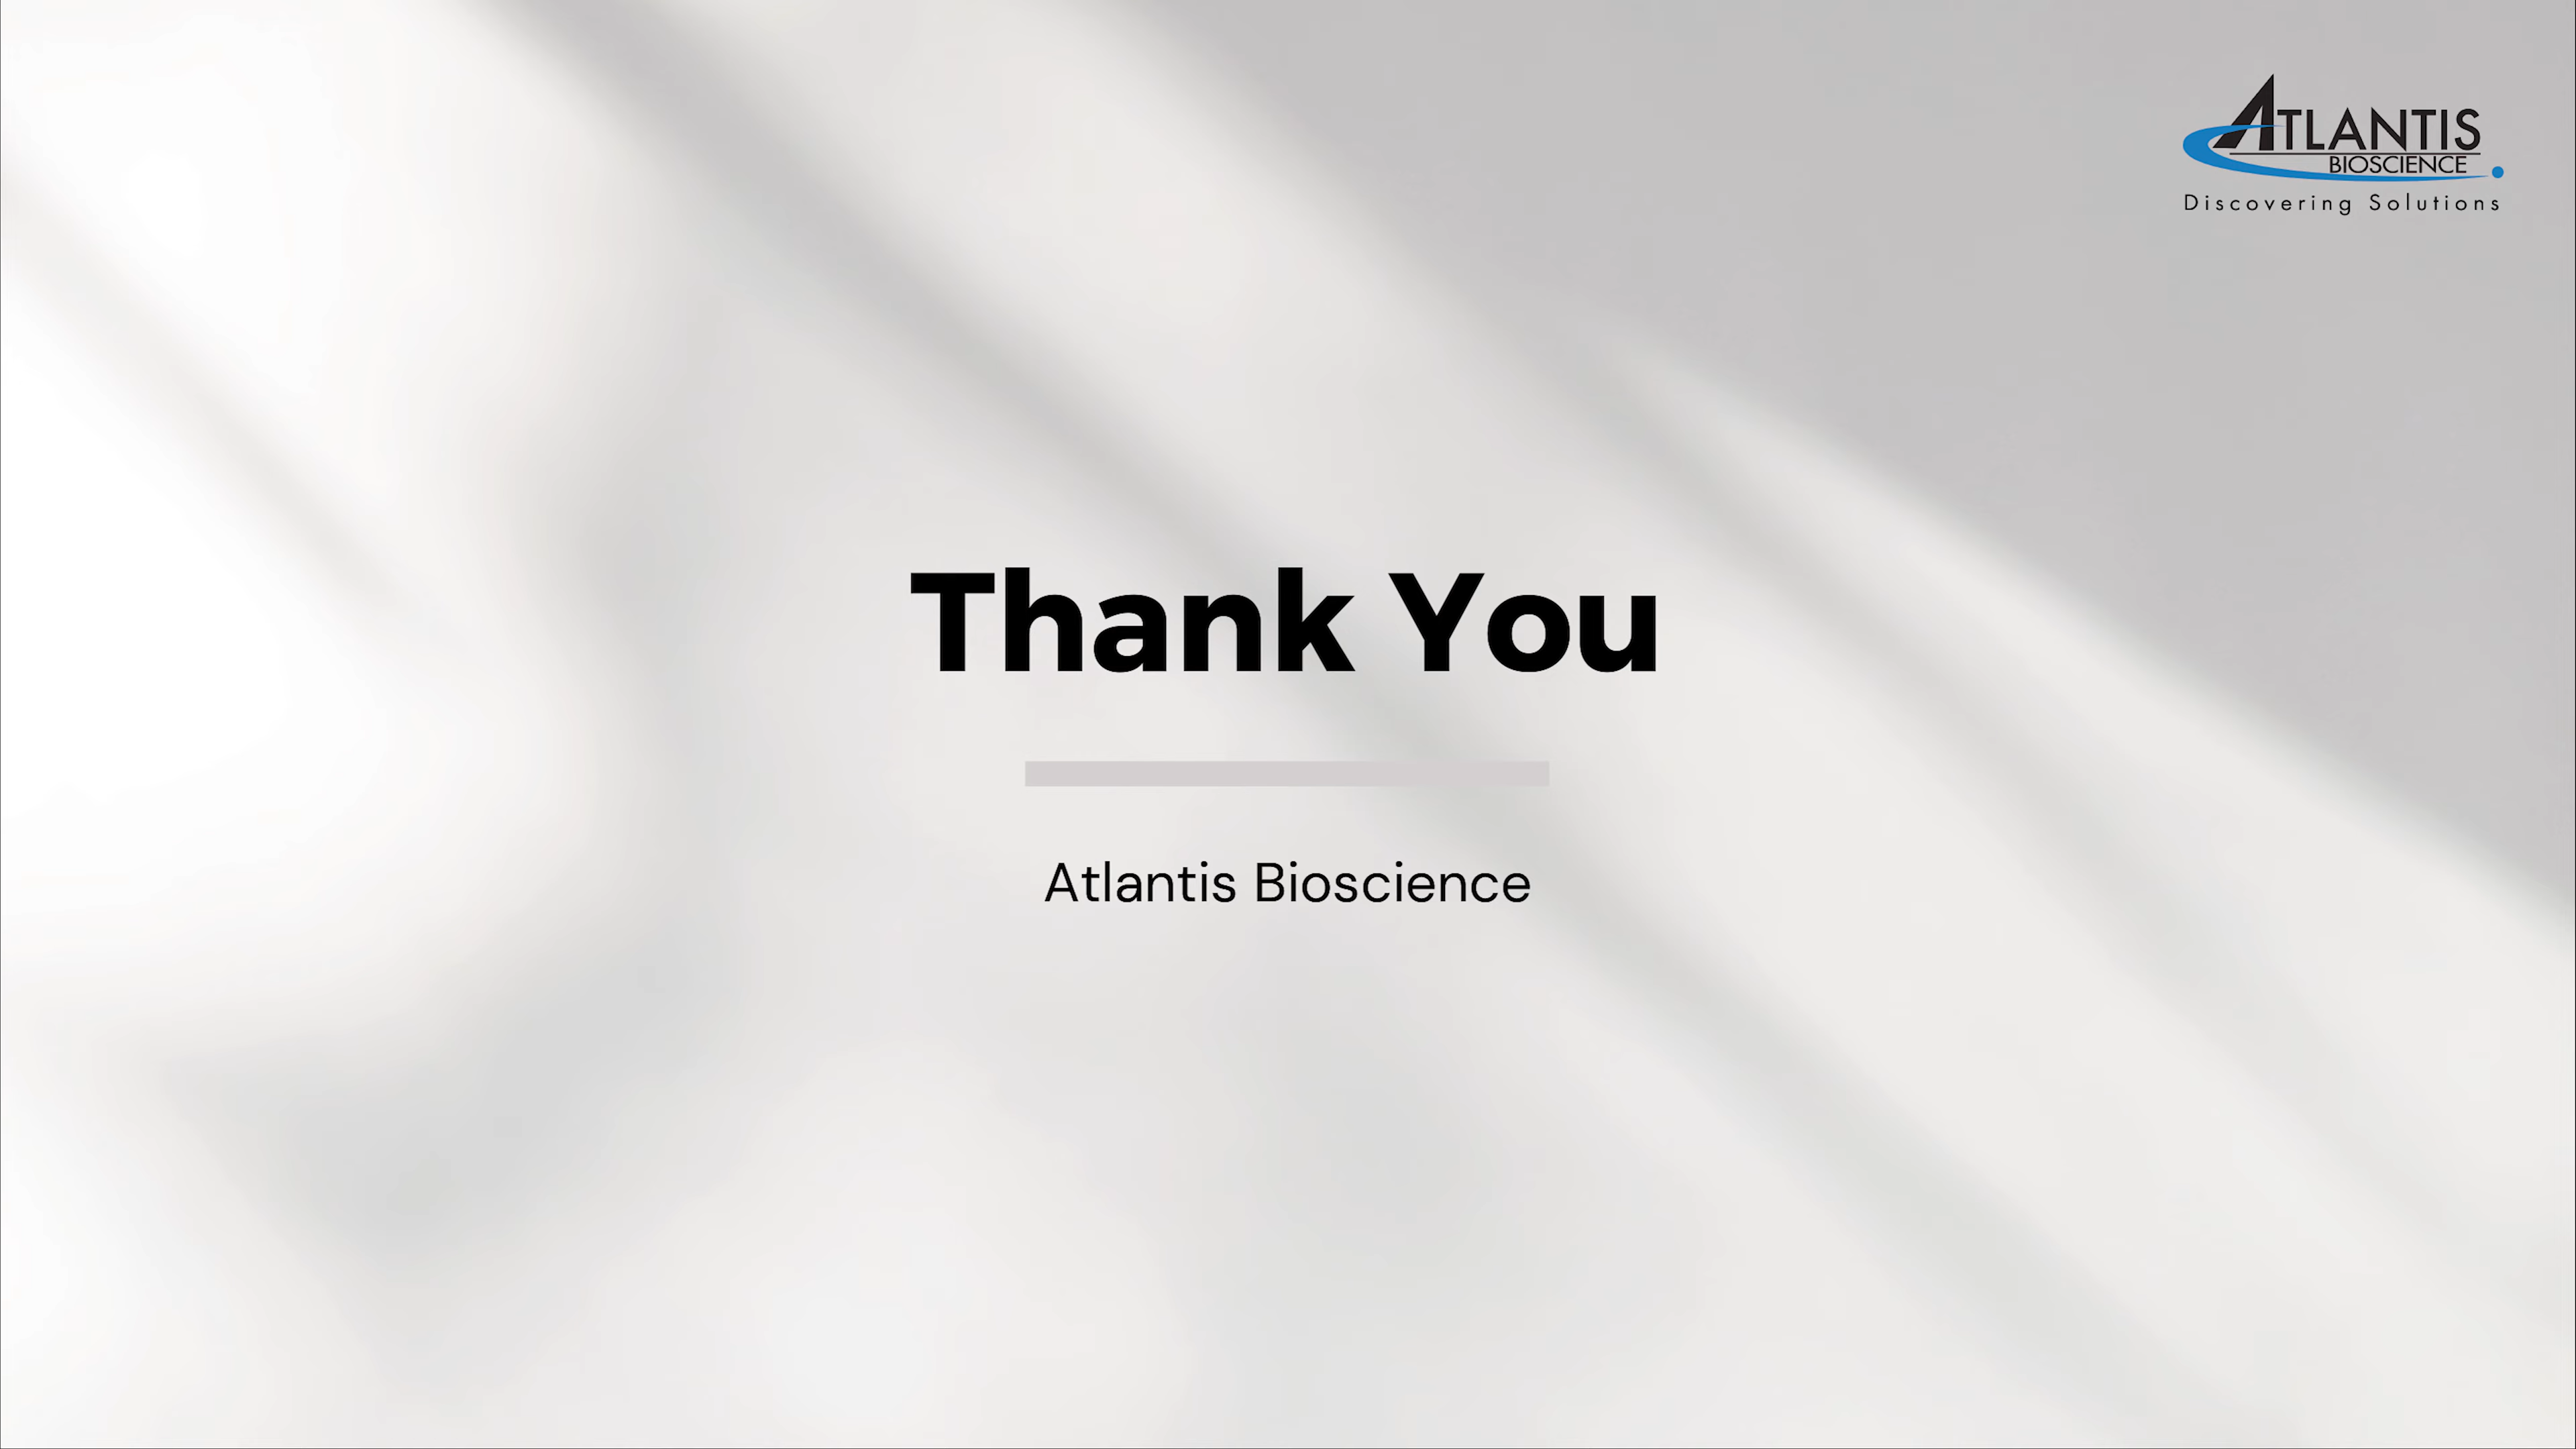 ATLANTIS
BIOSCIENCE
Discovering Solutions
Thank You
Atlantis Bioscience